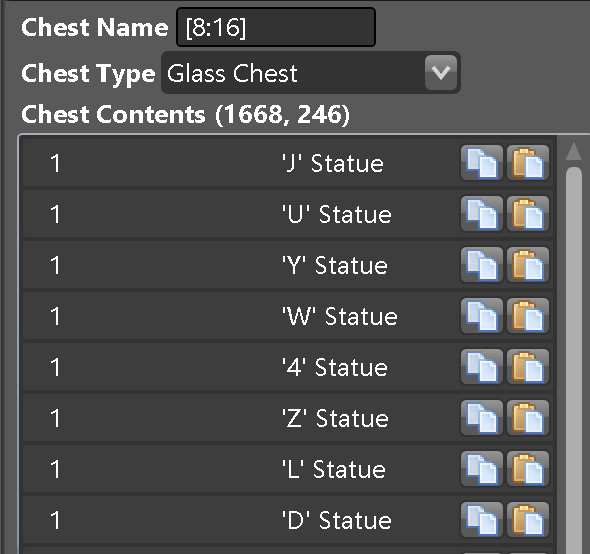 Chest Name [8:16]
Chest Type Glass Chest
Chest Contents (1668, 246)
1 'J' Statue
1 'U' Statue
1 'Y' Statue
1 'W' Statue
1 '4' Statue
1 'Z' Statue
1 'L' Statue
1 'D' Statue